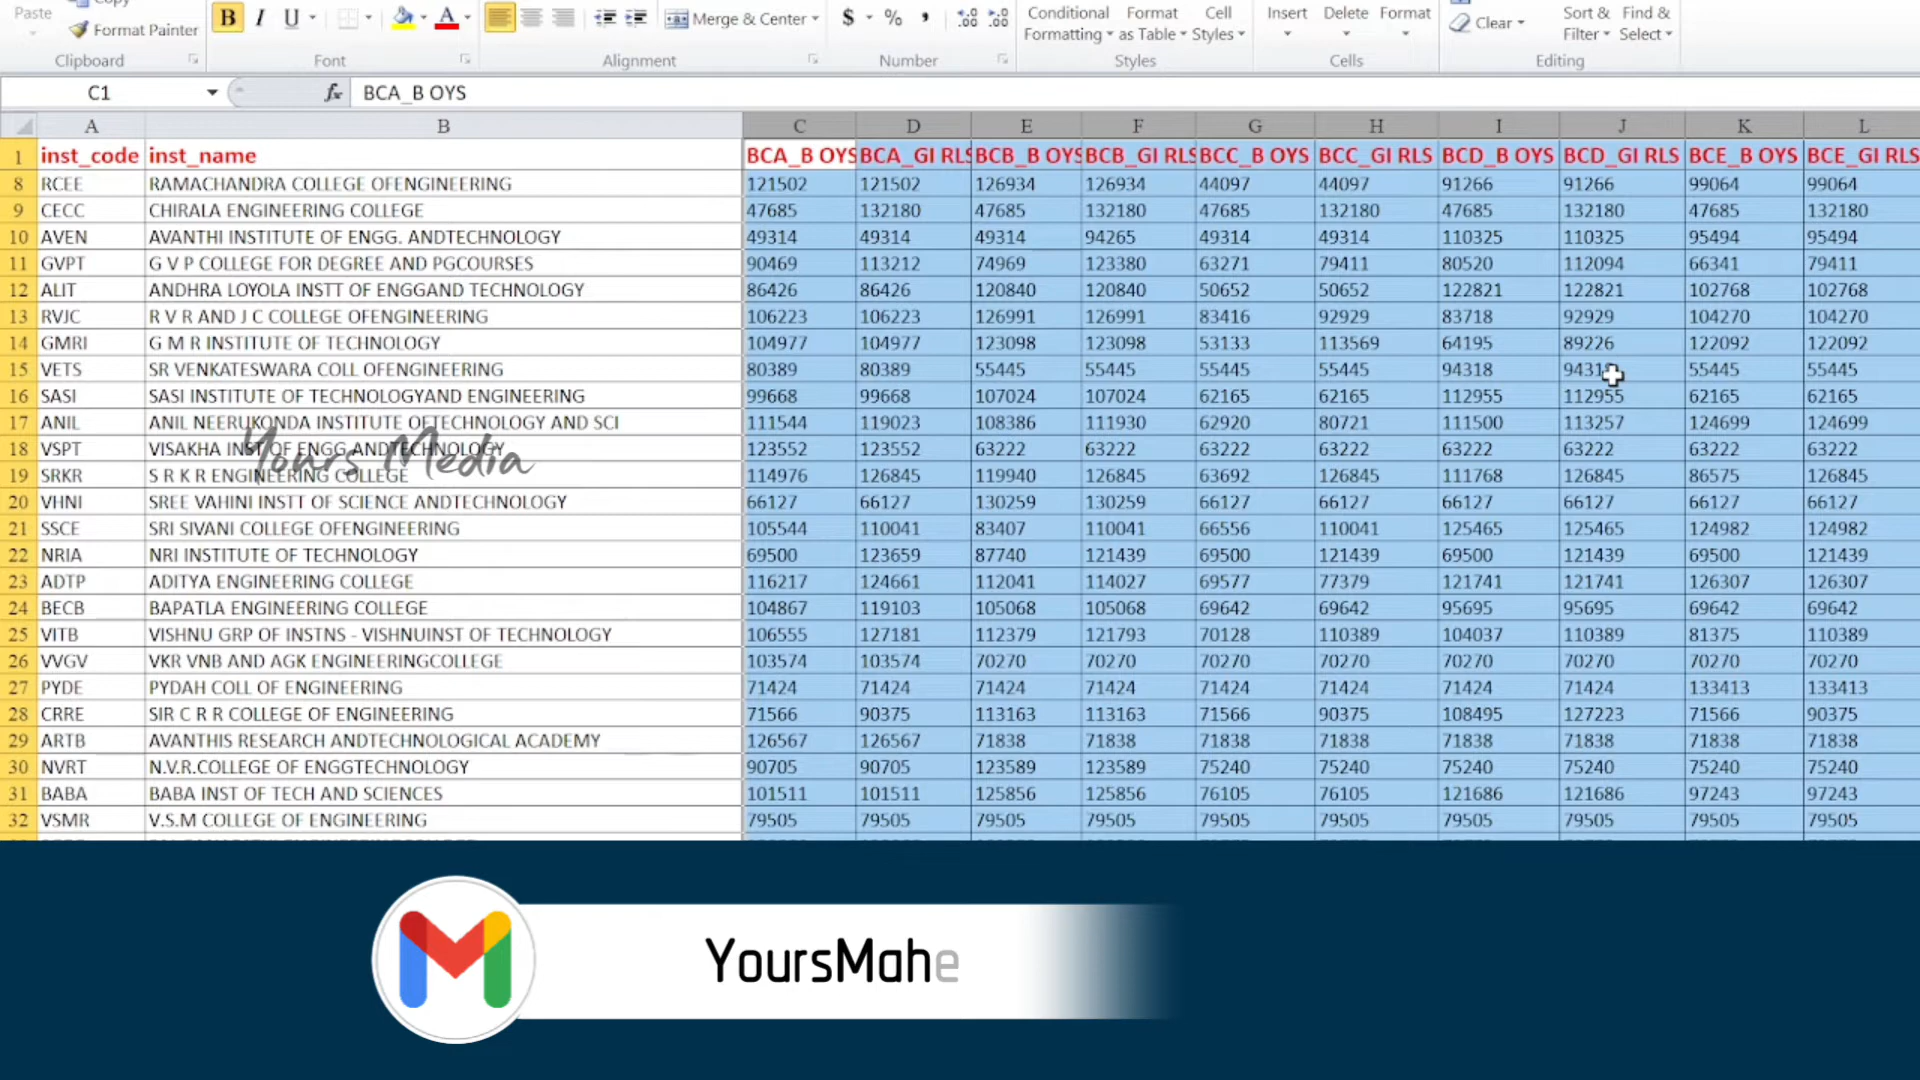 Paste
Copy
Format Painter
Clipboard
B I U A
Font
Merge & Center
Alignment
$ % ,
Number
Conditional Formatting
Format as Table
Cell Styles
Styles
Insert
Delete
Format
Cells
Clear
Sort & Filter
Find & Select
Editing
C1 fx BCA_B OYS
A B C D E F G H I J K L
1 inst_code inst_name BCA_B OYS BCA_GI RLS BCB_B OYS BCB_GI RLS BCC_B OYS BCC_GI RLS BCD_B OYS BCD_GI RLS BCE_B OYS BCE_GI RLS
8 RCEE RAMACHANDRA COLLEGE OFENGINEERING 121502 121502 126934 126934 44097 44097 91266 91266 99064 99064
9 CECC CHIRALA ENGINEERING COLLEGE 47685 132180 47685 132180 47685 132180 47685 132180 47685 132180
10 AVEN AVANTHI INSTITUTE OF ENGG. ANDTECHNOLOGY 49314 49314 49314 94265 49314 49314 110325 110325 95494 95494
11 GVPT G V P COLLEGE FOR DEGREE AND PGCOURSES 90469 113212 74969 123380 63271 79411 80520 112094 66341 79411
12 ALIT ANDHRA LOYOLA INSTT OF ENGGAND TECHNOLOGY 86426 86426 120840 120840 50652 50652 122821 122821 102768 102768
13 RVJC R V R AND J C COLLEGE OFENGINEERING 106223 106223 126991 126991 83416 92929 83718 92929 104270 104270
14 GMRI G M R INSTITUTE OF TECHNOLOGY 104977 104977 123098 123098 53133 113569 64195 89226 122092 122092
15 VETS SR VENKATESWARA COLL OFENGINEERING 80389 80389 55445 55445 55445 55445 94318 55445 55445
16 SASI SASI INSTITUTE OF TECHNOLOGYAND ENGINEERING 99668 99668 107024 107024 62165 62165 112955 112955 62165 62165
17 ANIL ANIL NEERUKONDA INSTITUTE OFTECHNOLOGY AND SCI 111544 119023 108386 111930 62920 80721 111500 113257 124699 124699
18 VSPT VISAKHA INST OF ENGG ANDTECHNOLOGY 123552 123552 63222 63222 63222 63222 63222 63222 63222 63222
Yours Media
19 SRKR S R K R ENGINEERING COLLEGE 114976 126845 119940 126845 63692 126845 111768 126845 86575 126845
20 VHNI SREE VAHINI INSTT OF SCIENCE ANDTECHNOLOGY 66127 66127 130259 130259 66127 66127 66127 66127 66127 66127
21 SSCE SRI SIVANI COLLEGE OFENGINEERING 105544 110041 83407 110041 66556 110041 125465 125465 124982 124982
22 NRIA NRI INSTITUTE OF TECHNOLOGY 69500 123659 87740 121439 69500 121439 69500 121439 69500 121439
23 ADTP ADITYA ENGINEERING COLLEGE 116217 124661 112041 114027 69577 77379 121741 121741 126307 126307
24 BECB BAPATLA ENGINEERING COLLEGE 104867 119103 105068 105068 69642 69642 95695 95695 69642 69642
25 VITB VISHNU GRP OF INSTNS - VISHNUINST OF TECHNOLOGY 106555 127181 112379 121793 70128 110389 104037 110389 81375 110389
26 VVGV VKR VNB AND AGK ENGINEERINGCOLLEGE 103574 103574 70270 70270 70270 70270 70270 70270 70270 70270
27 PYDE PYDAH COLL OF ENGINEERING 71424 71424 71424 71424 71424 71424 71424 71424 133413 133413
28 CRRE SIR C R R COLLEGE OF ENGINEERING 71566 90375 113163 113163 71566 90375 108495 127223 71566 90375
29 ARTB AVANTHIS RESEARCH ANDTECHNOLOGICAL ACADEMY 126567 126567 71838 71838 71838 71838 71838 71838 71838 71838
30 NVRT N.V.R.COLLEGE OF ENGGTECHNOLOGY 90705 90705 123589 123589 75240 75240 75240 75240 75240 75240
31 BABA BABA INST OF TECH AND SCIENCES 101511 101511 125856 125856 76105 76105 121686 121686 97243 97243
32 VSMR V.S.M COLLEGE OF ENGINEERING 79505 79505 79505 79505 79505 79505 79505 79505 79505 79505
YoursMahe